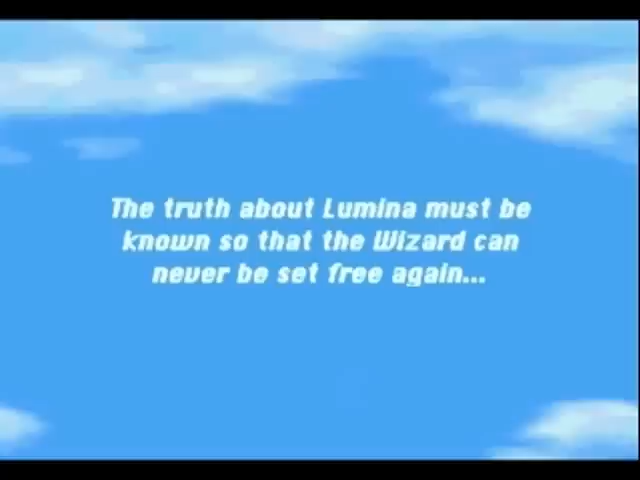 The truth about Lumina must be
known so that the Wizard can
never be set free again...